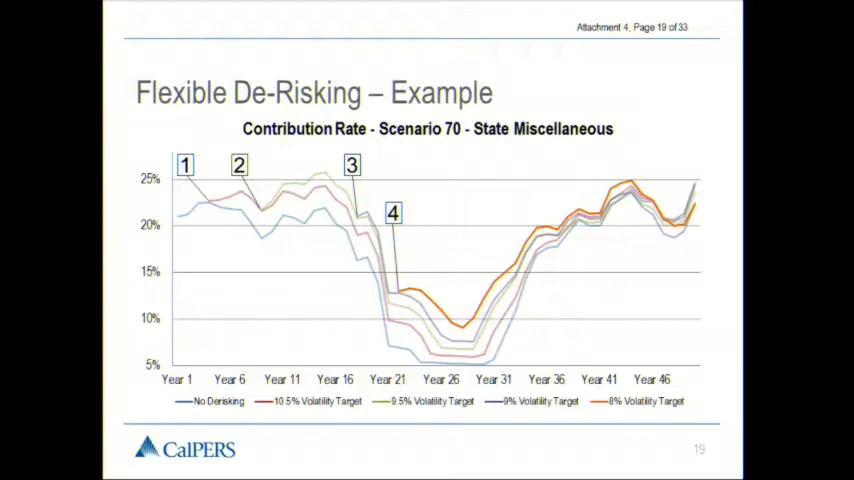 Attachment 4, Page 19 of 33
Flexible De-Risking – Example
Contribution Rate - Scenario 70 - State Miscellaneous
1
2
3
4
25%
20%
15%
10%
5%
Year 1 Year 6 Year 11 Year 16 Year 21 Year 26 Year 31 Year 36 Year 41 Year 46
No Derisking 10.5% Volatility Target 9.5% Volatility Target 9% Volatility Target 8% Volatility Target
CalPERS
19